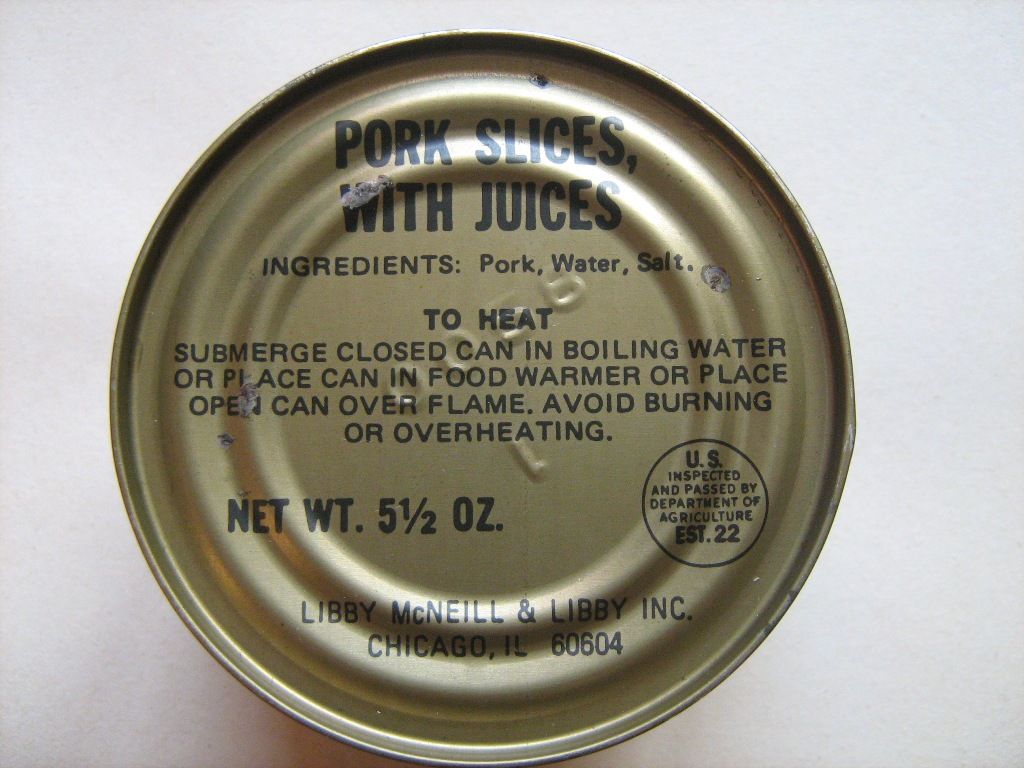 PORK SLICES,
WITH JUICES
INGREDIENTS: Pork, Water, Salt.
TO HEAT
SUBMERGE CLOSED CAN IN BOILING WATER
OR PLACE CAN IN FOOD WARMER OR PLACE
OPEN CAN OVER FLAME. AVOID BURNING
OR OVERHEATING.
NET WT. 5½ OZ.
U.S.
INSPECTED
AND PASSED BY
DEPARTMENT OF
AGRICULTURE
EST. 22
LIBBY McNEILL & LIBBY INC.
CHICAGO, IL 60604